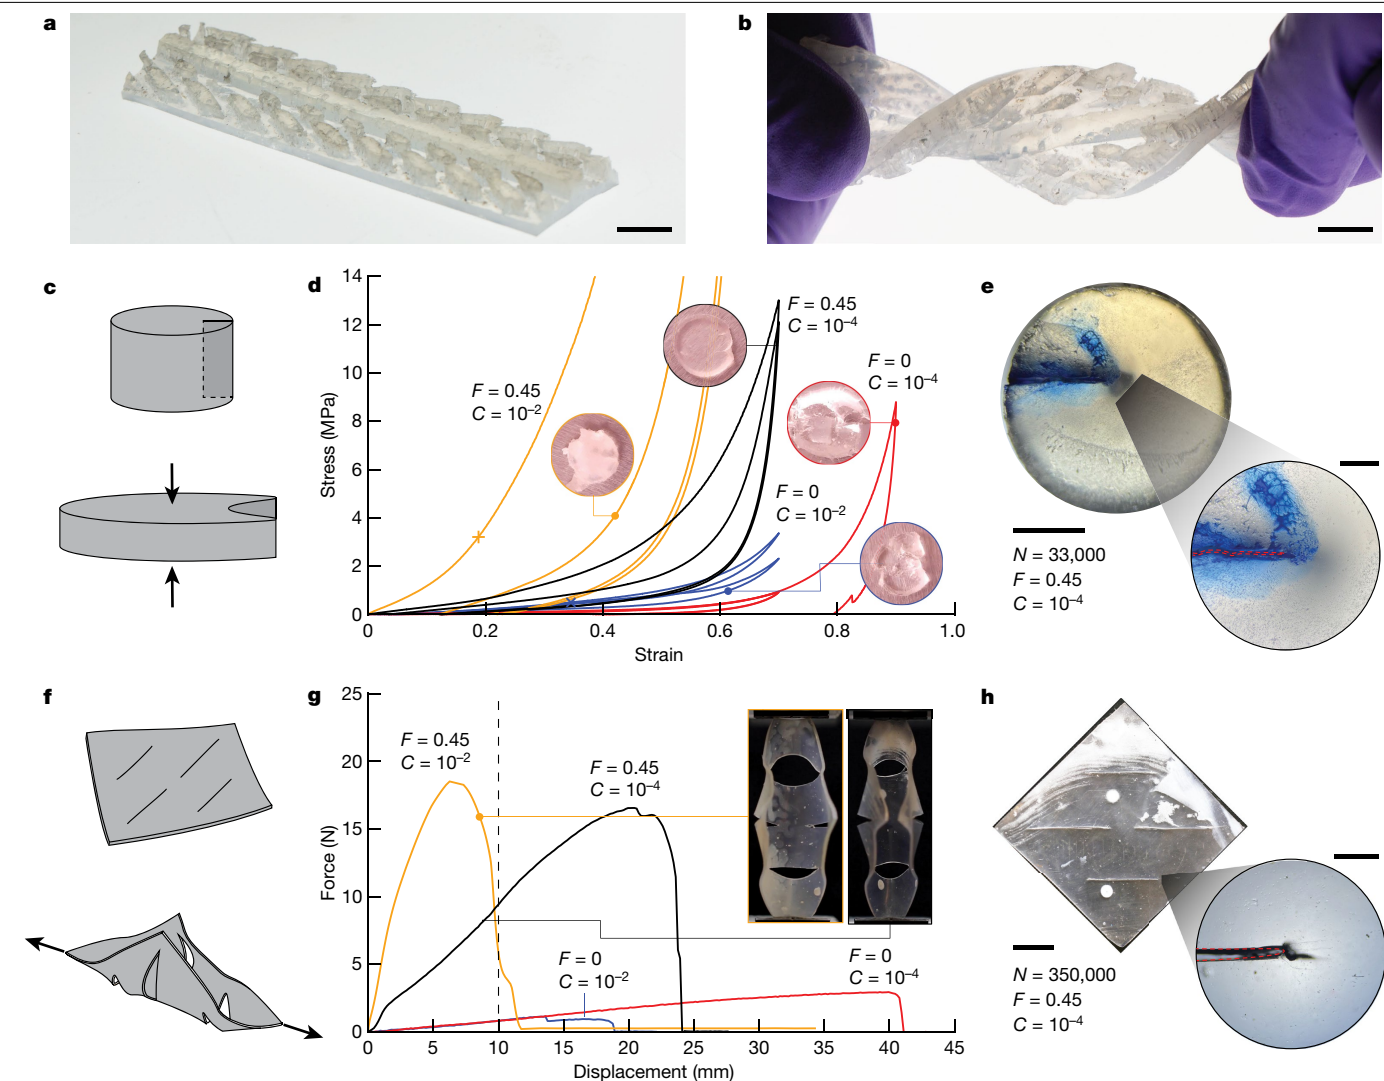 a
b
c
d
Stress (MPa)
14
12
10
8
6
4
2
0
0
0.2
0.4
0.6
0.8
1.0
Strain
F = 0.45
C = 10⁻²
F = 0.45
C = 10⁻⁴
F = 0
C = 10⁻⁴
F = 0
C = 10⁻²
e
N = 33,000
F = 0.45
C = 10⁻⁴
f
g
Force (N)
25
20
15
10
5
0
0
5
10
15
20
25
30
35
40
45
Displacement (mm)
F = 0.45
C = 10⁻²
F = 0.45
C = 10⁻⁴
F = 0
C = 10⁻²
F = 0
C = 10⁻⁴
h
N = 350,000
F = 0.45
C = 10⁻⁴